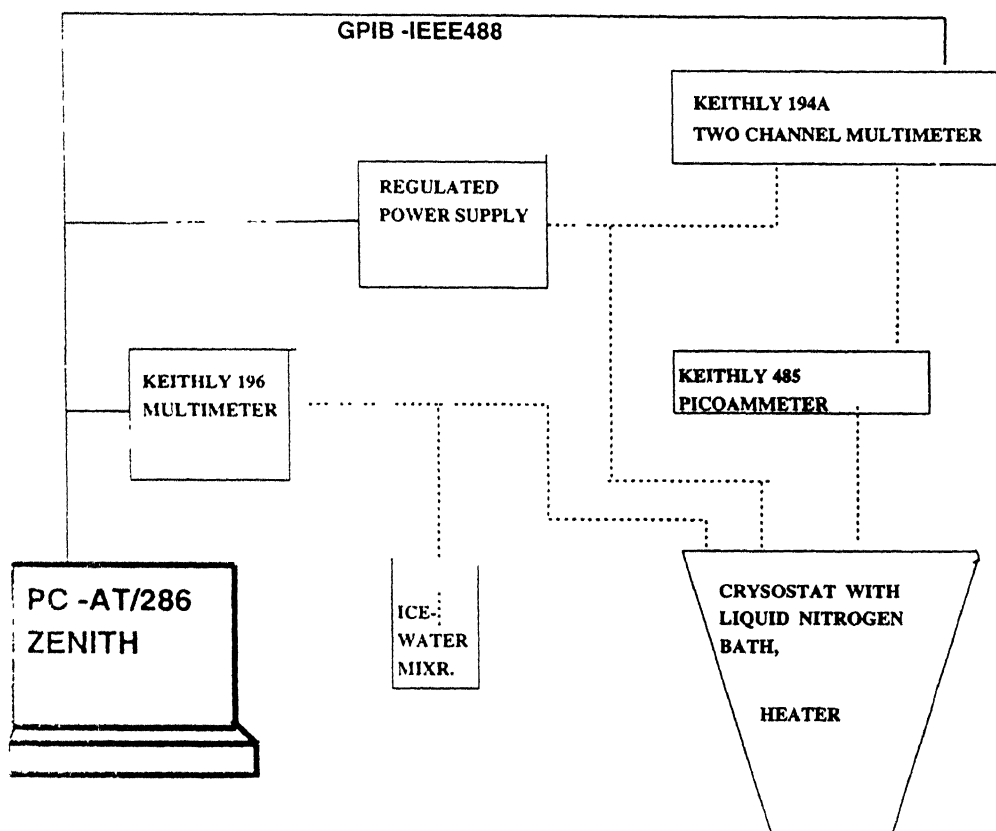 GPIB -IEEE488
KEITHLY 194A
TWO CHANNEL MULTIMETER
REGULATED
POWER SUPPLY
KEITHLY 196
MULTIMETER
KEITHLY 485
PICOAMMETER
PC -AT/286
ZENITH
ICE-
WATER
MIXR.
CRYSOSTAT WITH
LIQUID NITROGEN
BATH,
HEATER